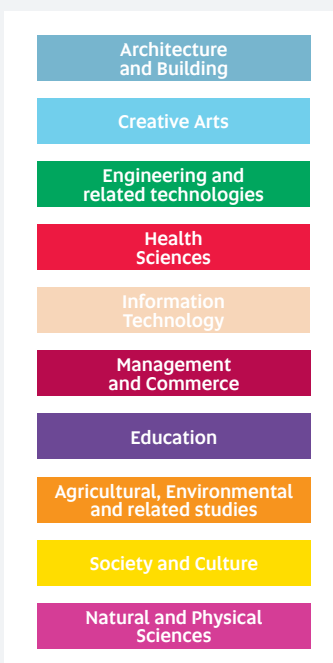 Architecture
and Building
Creative Arts
Engineering and
related technologies
Health
Sciences
Information
Technology
Management
and Commerce
Education
Agricultural, Environmental
and related studies
Society and Culture
Natural and Physical
Sciences